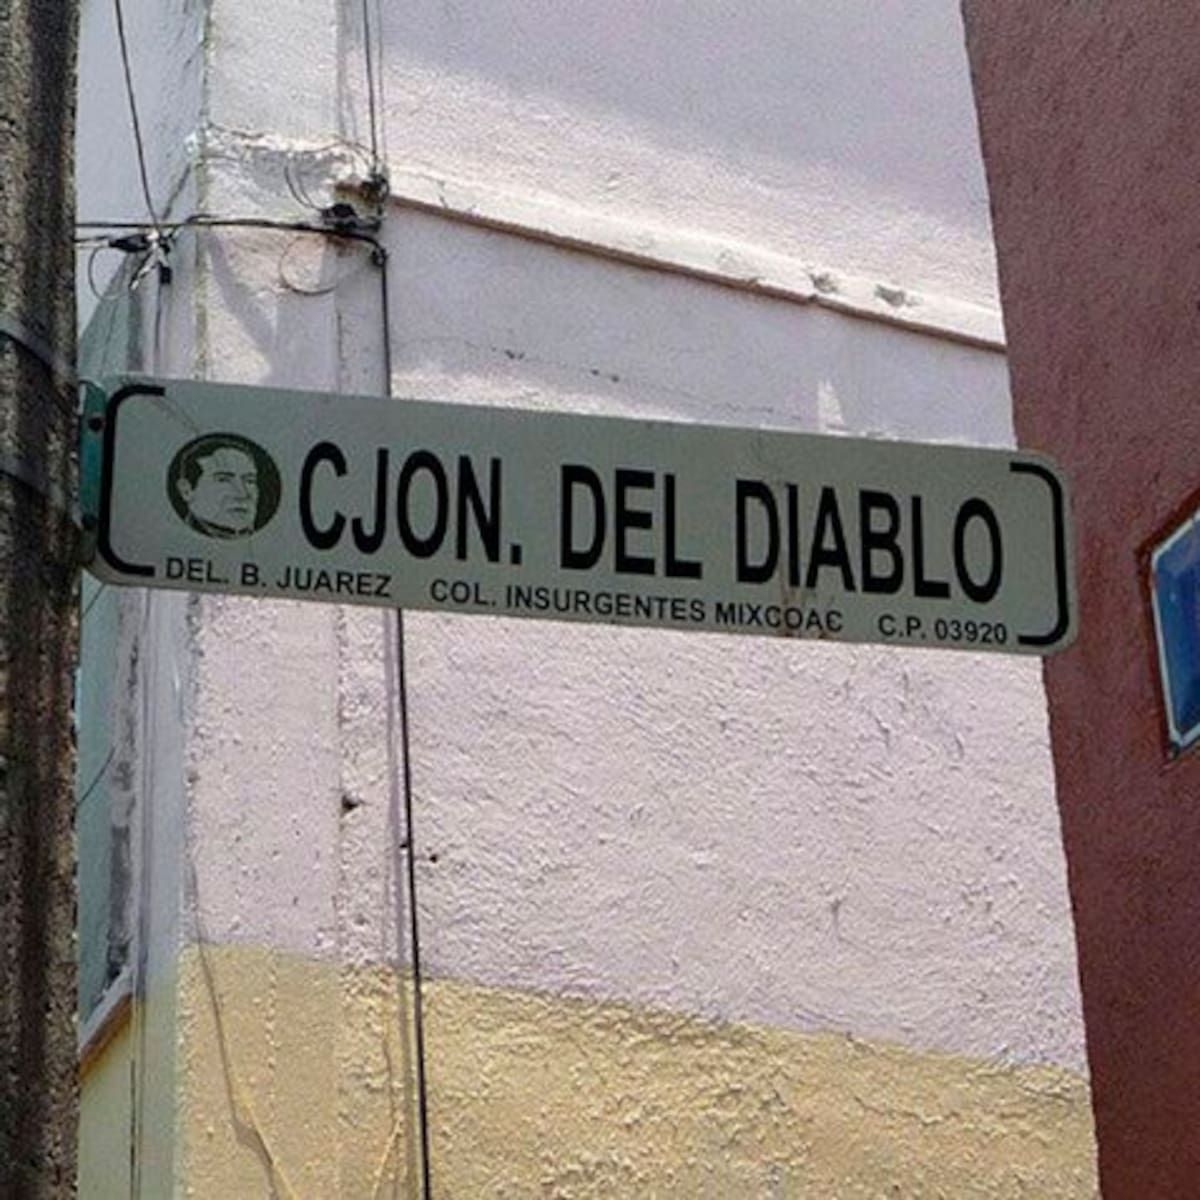 CJON. DEL DIABLO
DEL. B. JUAREZ COL. INSURGENTES MIXCOAC C.P. 03920